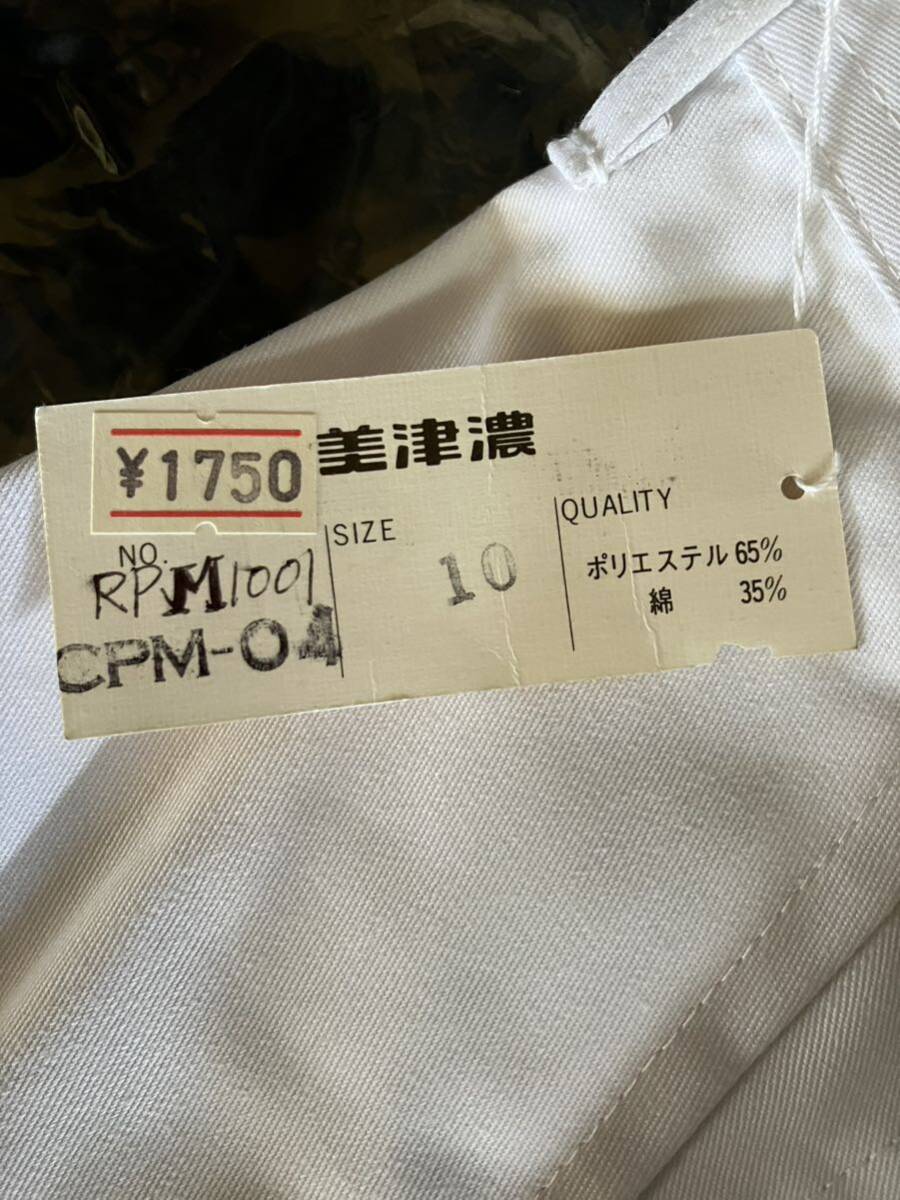 ¥1750
美津濃
NO.
RPM1001
CPM-04
SIZE
10
QUALITY
ポリエステル 65%
綿 35%